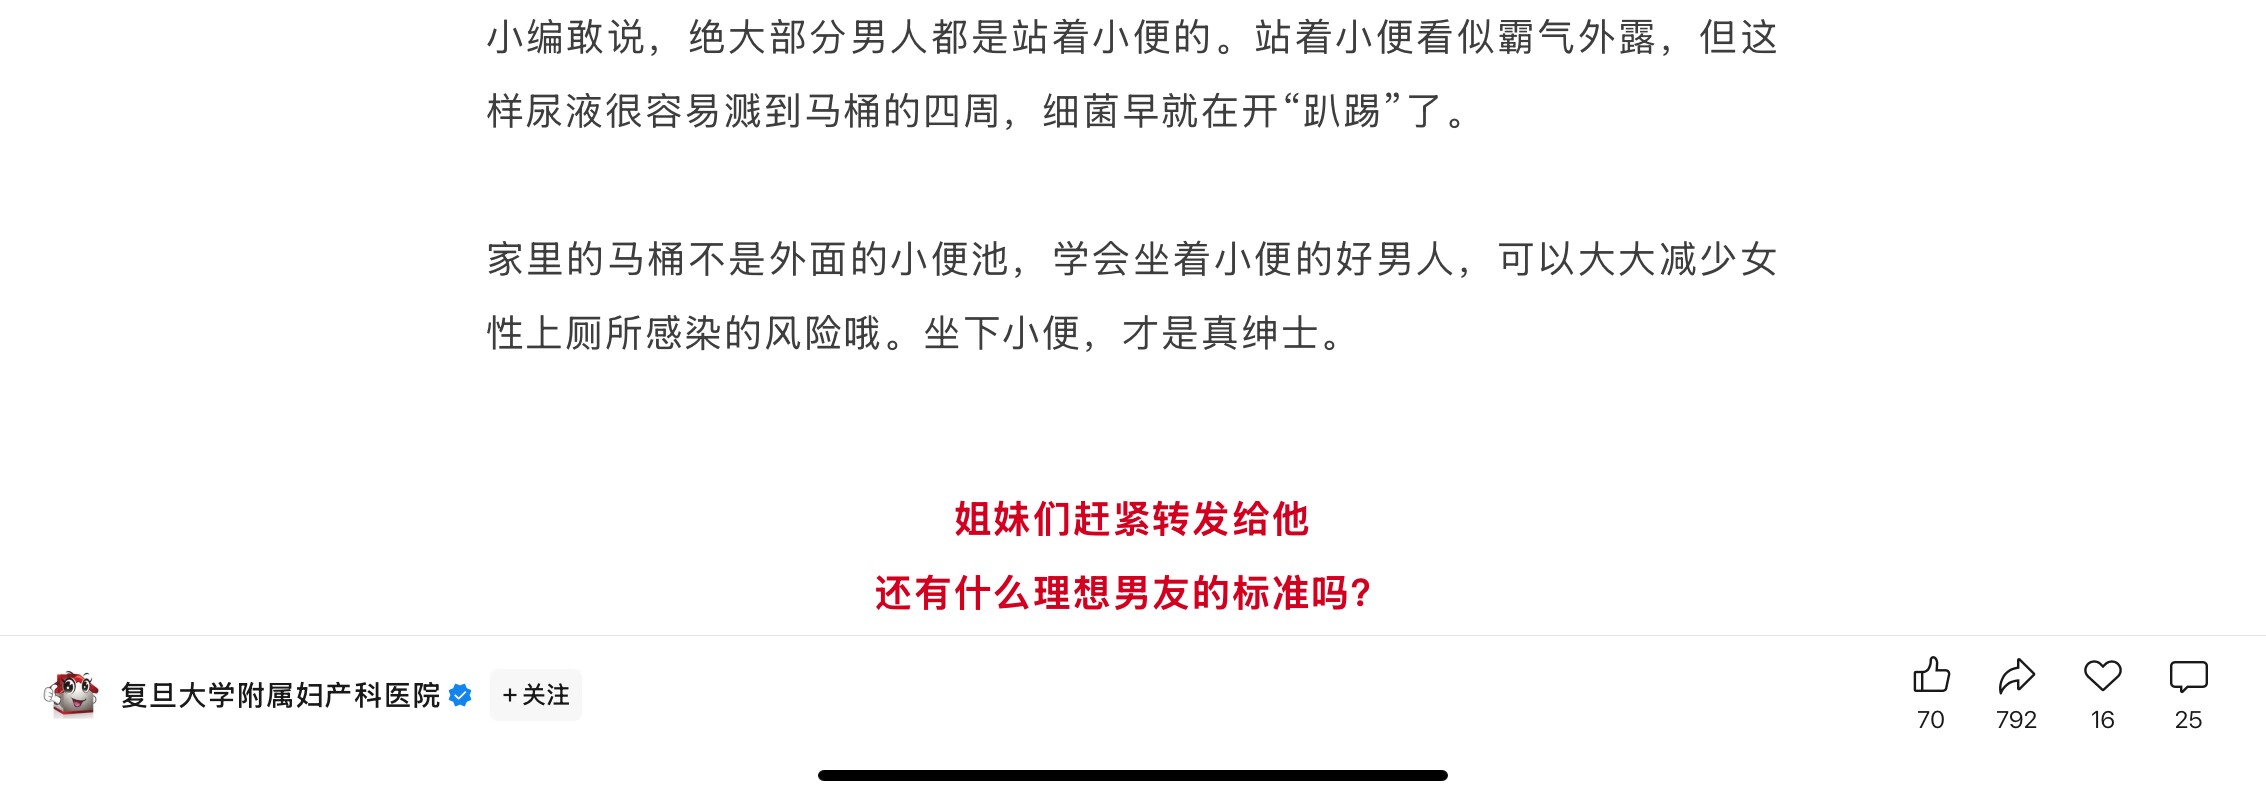 小编敢说，绝大部分男人都是站着小便的。站着小便看似霸气外露，但这
样尿液很容易溅到马桶的四周，细菌早就在开“趴踢”了。
家里的马桶不是外面的小便池，学会坐着小便的好男人，可以大大减少女
性上厕所感染的风险哦。坐下小便，才是真绅士。
姐妹们赶紧转发给他
还有什么理想男友的标准吗?
复旦大学附属妇产科医院 +关注
70 792 16 25